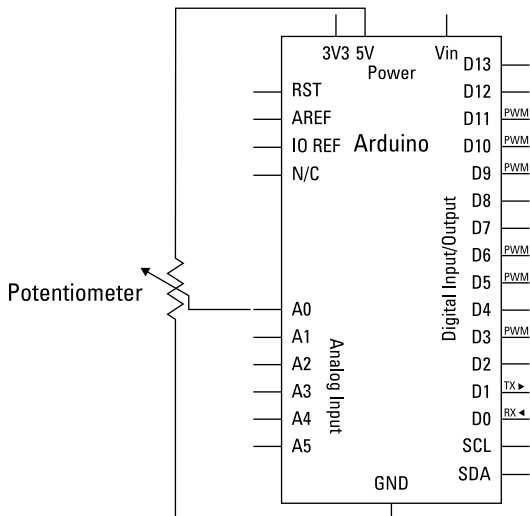 3V3 5V Vin
Power
D13
RST D12
AREF D11 PWM
IO REF Arduino D10 PWM
N/C D9 PWM
D8
D7
Digital Input/Output
D6 PWM
D5 PWM
Potentiometer
A0 D4
A1 D3 PWM
A2 D2
Analog Input
A3 D1 TX ▶
A4 D0 RX ◀
A5 SCL
SDA
GND